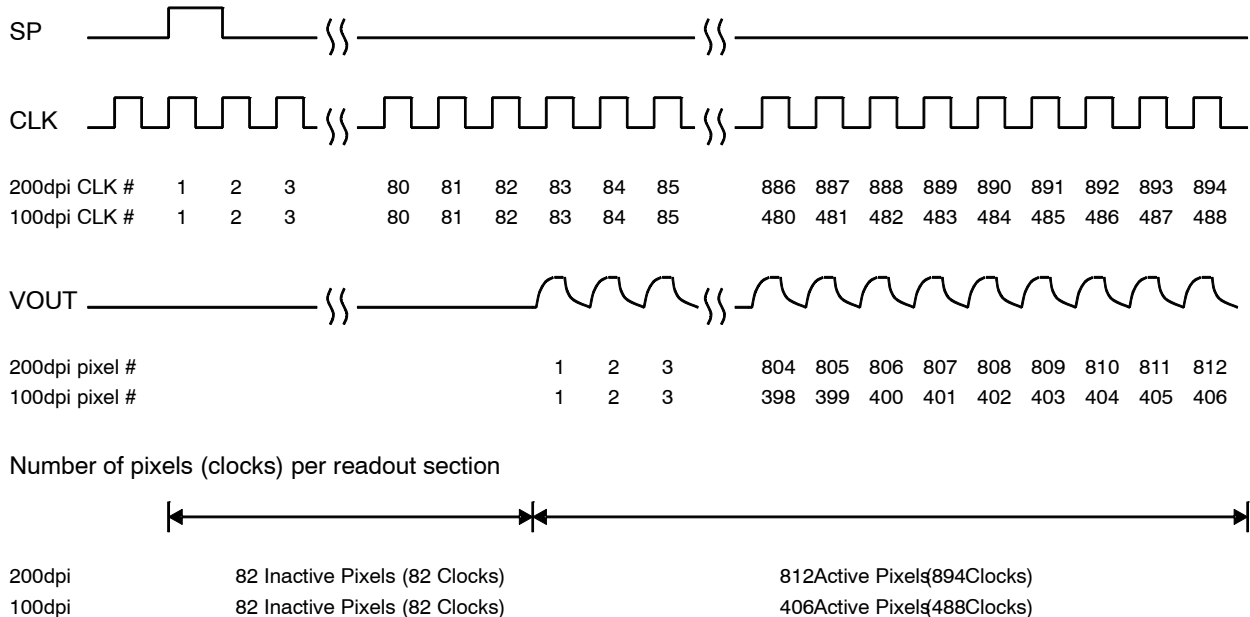 SP
CLK
200dpi CLK # 1 2 3 80 81 82 83 84 85 886 887 888 889 890 891 892 893 894
100dpi CLK # 1 2 3 80 81 82 83 84 85 480 481 482 483 484 485 486 487 488
VOUT
200dpi pixel # 1 2 3 804 805 806 807 808 809 810 811 812
100dpi pixel # 1 2 3 398 399 400 401 402 403 404 405 406
Number of pixels (clocks) per readout section
200dpi 82 Inactive Pixels (82 Clocks) 812Active Pixels(894Clocks)
100dpi 82 Inactive Pixels (82 Clocks) 406Active Pixels(488Clocks)